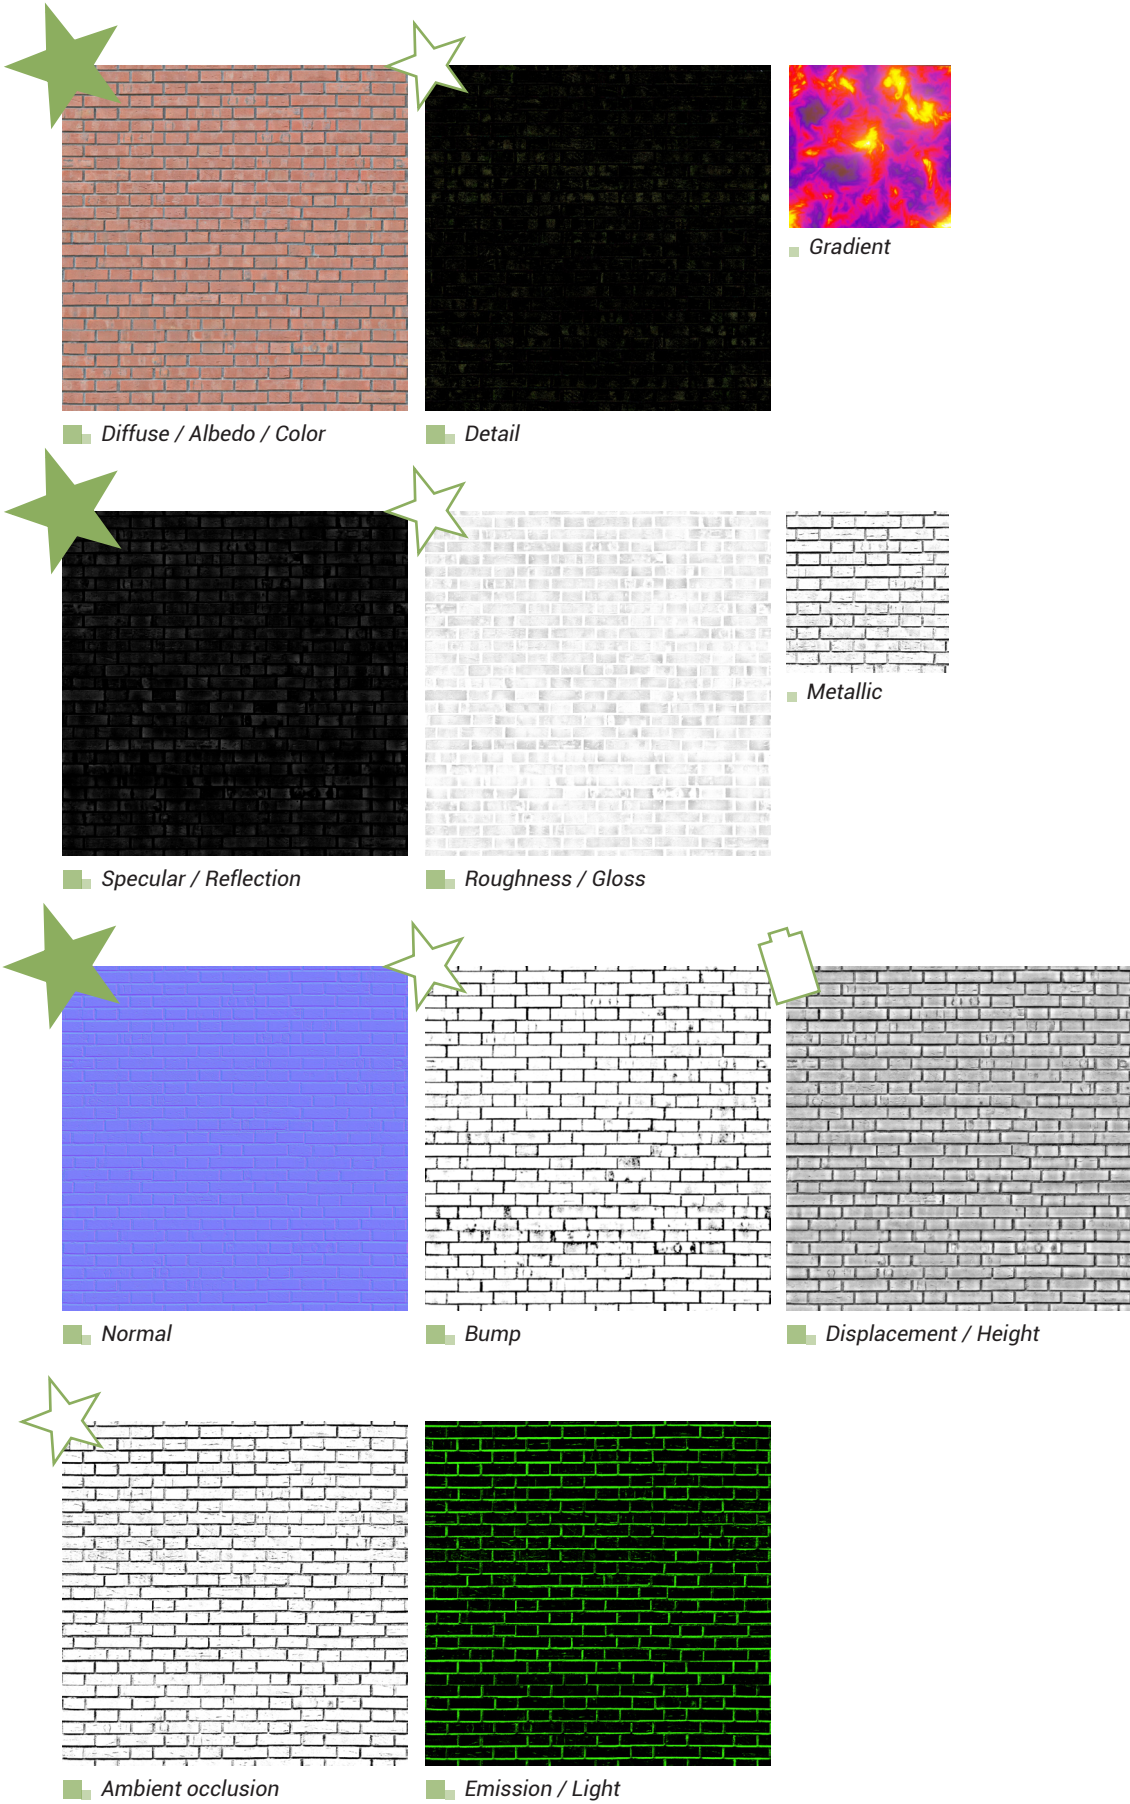 Gradient
Diffuse / Albedo / Color
Detail
Metallic
Specular / Reflection
Roughness / Gloss
Normal
Bump
Displacement / Height
Ambient occlusion
Emission / Light